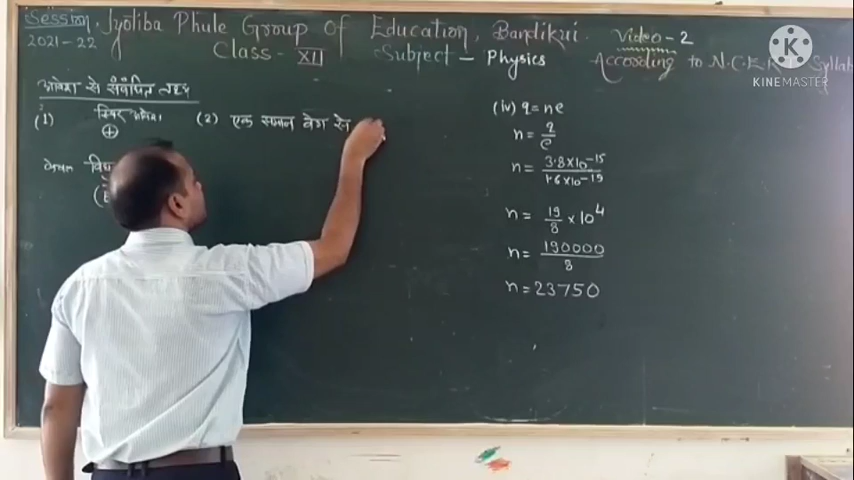 Session
2021-22
Jyotiba Phule Group Of Education, Bandikui.
Video-2
Class - XII
Subject - Physics
According to N.C.E.R.T Syllab
KINEMASTER
आवेश से संबंधित तथ्य
(1) स्थिर आवेश
⊕
केवल
(2) एक समान वेग से
(iv) q = ne
n = q/e
n = 3.8×10⁻¹⁵/1.6×10⁻¹⁹
n = 19/8 × 10⁴
n = 190000/8
n = 23750